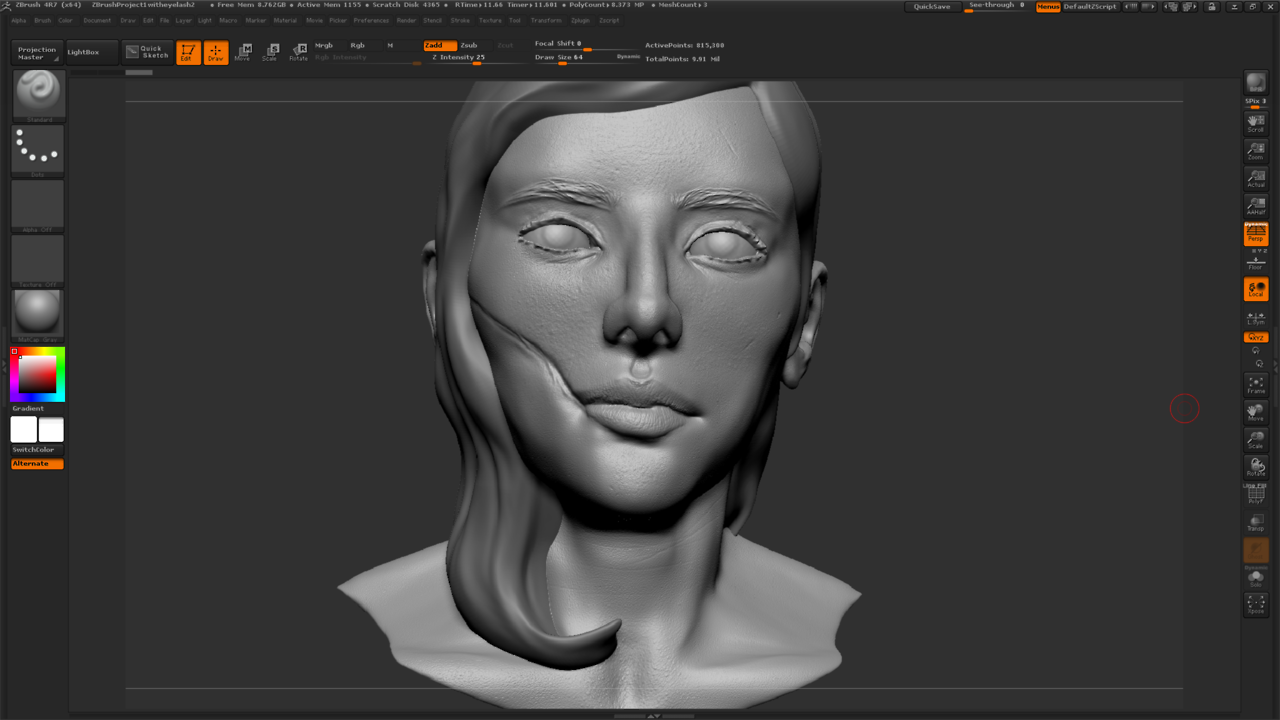 ZBrush 4R7 (x64) ZBrushProject1witheyelash2 • Free Mem 8.762GB • Active Mem 1155 • Scratch Disk 4365 • RTime▸11.66 Timer▸11.601 • PolyCount▸8.373 MP • MeshCount▸3 QuickSave See-through 0 Menus DefaultZScript
Alpha Brush Color Document Draw Edit File Layer Light Macro Marker Material Movie Picker Preferences Render Stencil Stroke Texture Tool Transform Zplugin Zscript
Projection Master
LightBox
Quick Sketch
Edit
Draw
Move
Scale
Rotate
Mrgb Rgb M
Rgb Intensity
Zadd Zsub Zcut
Z Intensity 25
Focal Shift 0
Draw Size 64 Dynamic
ActivePoints: 815,380
TotalPoints: 9.91 Mil
Standard
Dots
Alpha Off
Texture Off
MatCap Gray
Gradient
SwitchColor
Alternate
SPix 3
Scroll
Zoom
Actual
AAHalf
Persp
Floor
Local
L.Sym
XYZ
Frame
Move
Scale
Rotate
Line Fill
PolyF
Transp
Dynamic
Solo
Xpose